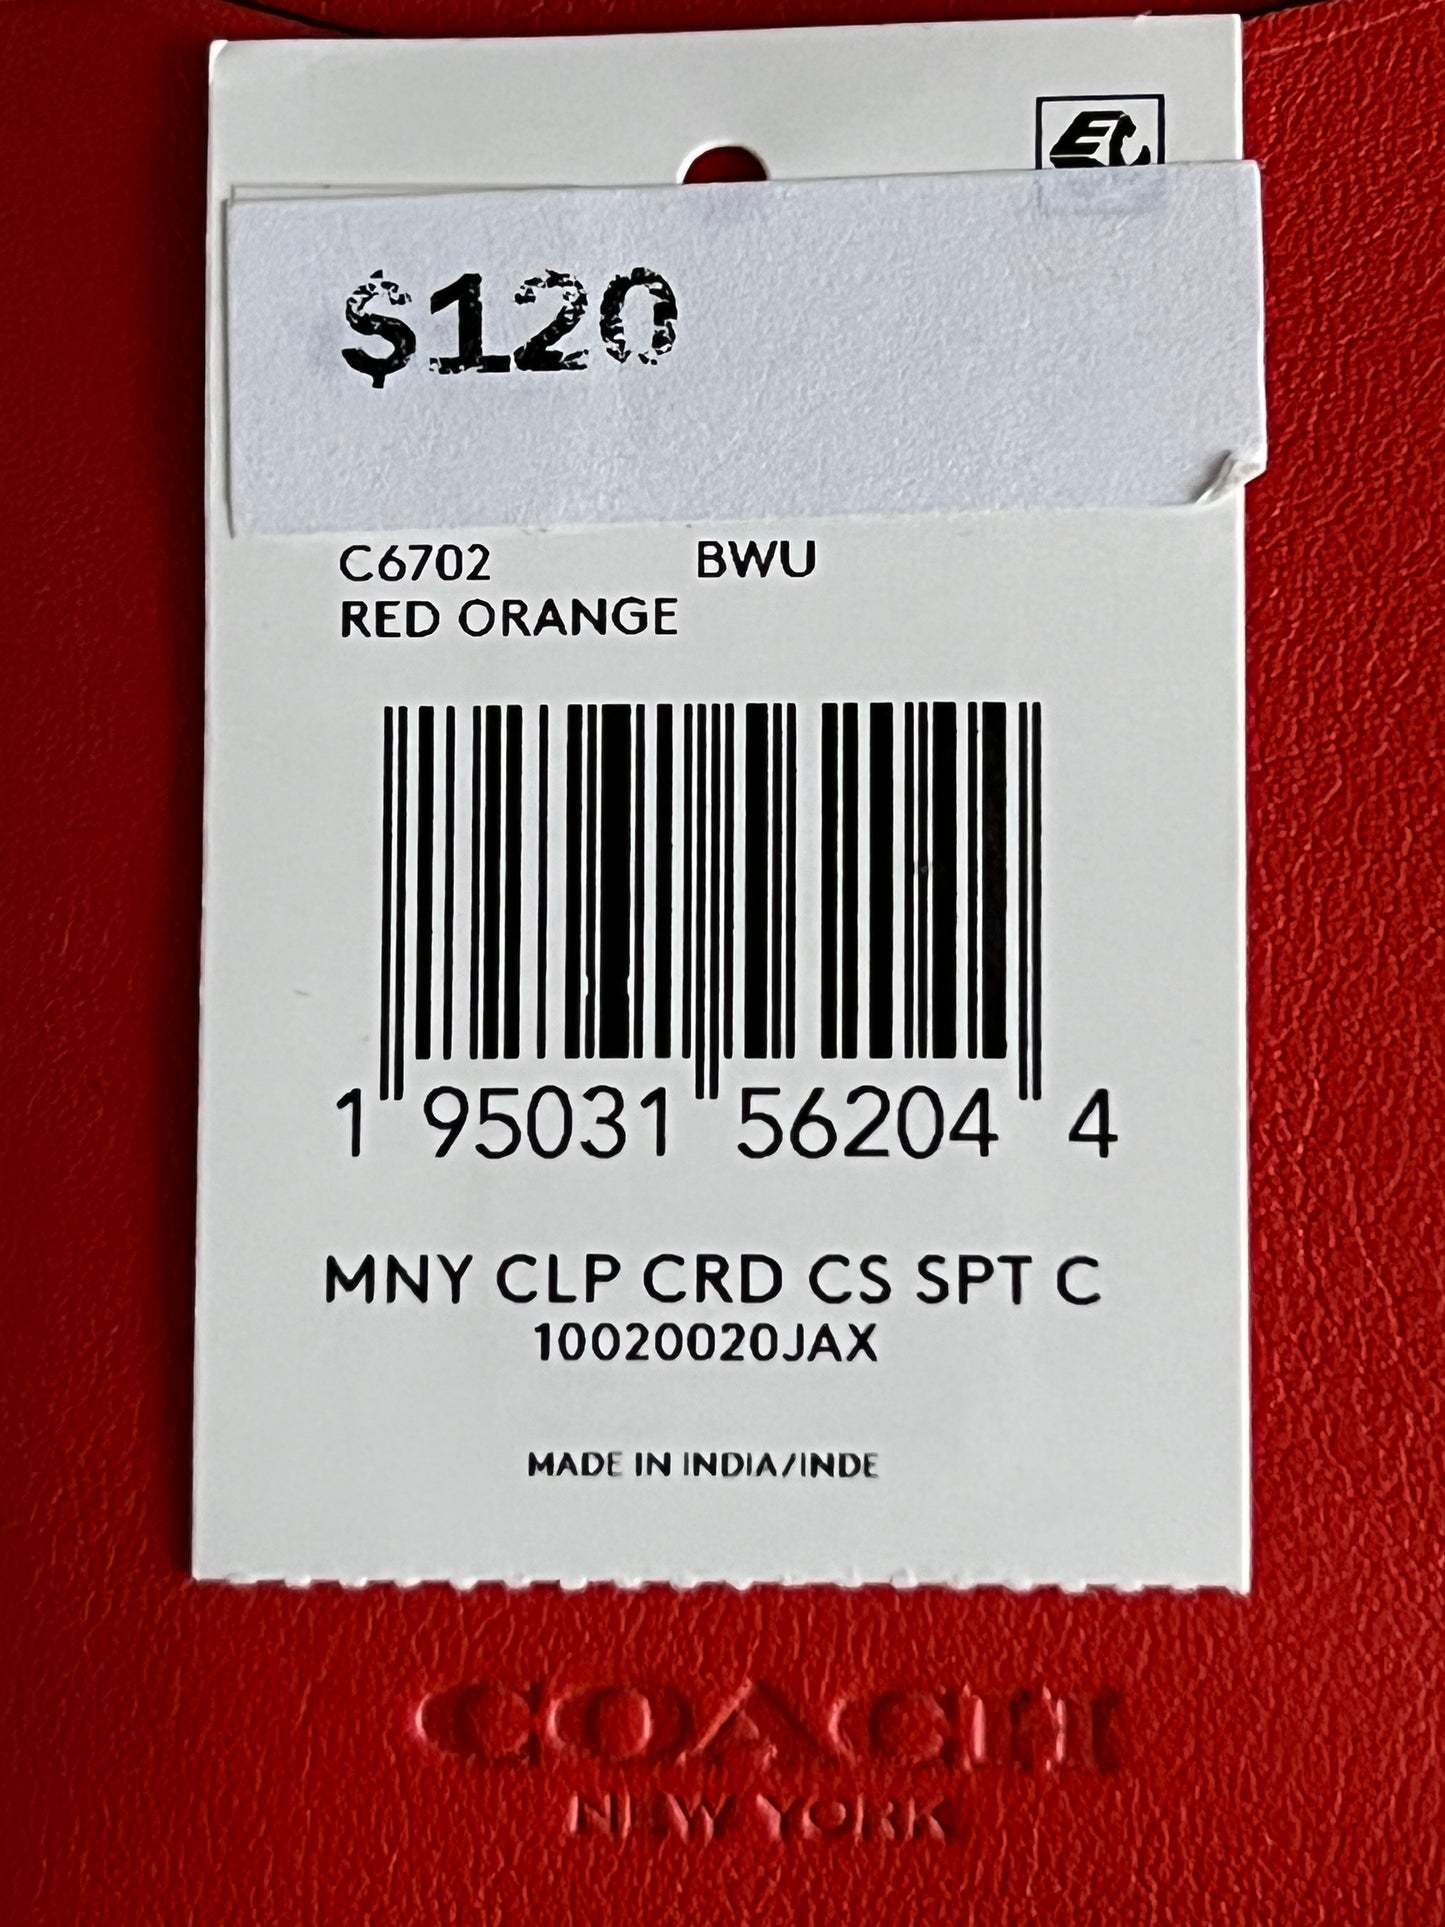 EC
$120
C6702 BWU
RED ORANGE
1 95031 56204 4
MNY CLP CRD CS SPT C
10020020JAX
MADE IN INDIA/INDE
COACH
NEW YORK